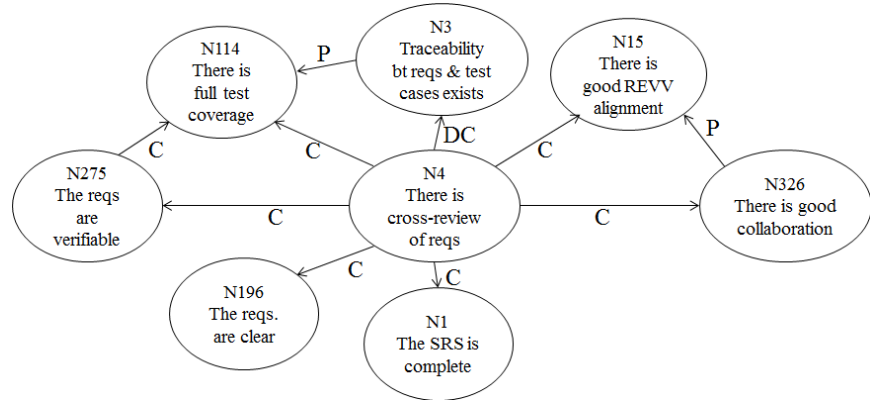 N114
There is
full test
coverage
P
N3
Traceability
bt reqs & test
cases exists
N15
There is
good REVV
alignment
P
C
C
DC
C
N275
The reqs
are
verifiable
C
N4
There is
cross-review
of reqs
C
N326
There is good
collaboration
C
C
N196
The reqs.
are clear
N1
The SRS is
complete